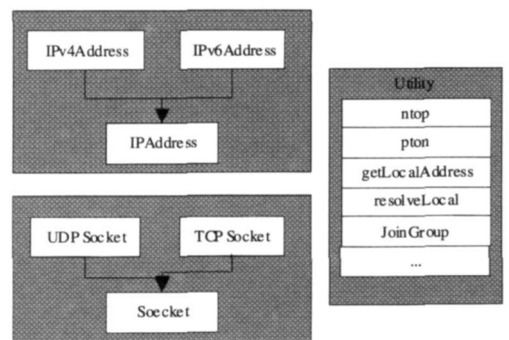 IPv4Address
IPv6Address
IPAddress
UDP Socket
TCP Socket
Soecket
Utility
ntop
pton
getLocalAddress
resolveLocal
JoinGroup
...